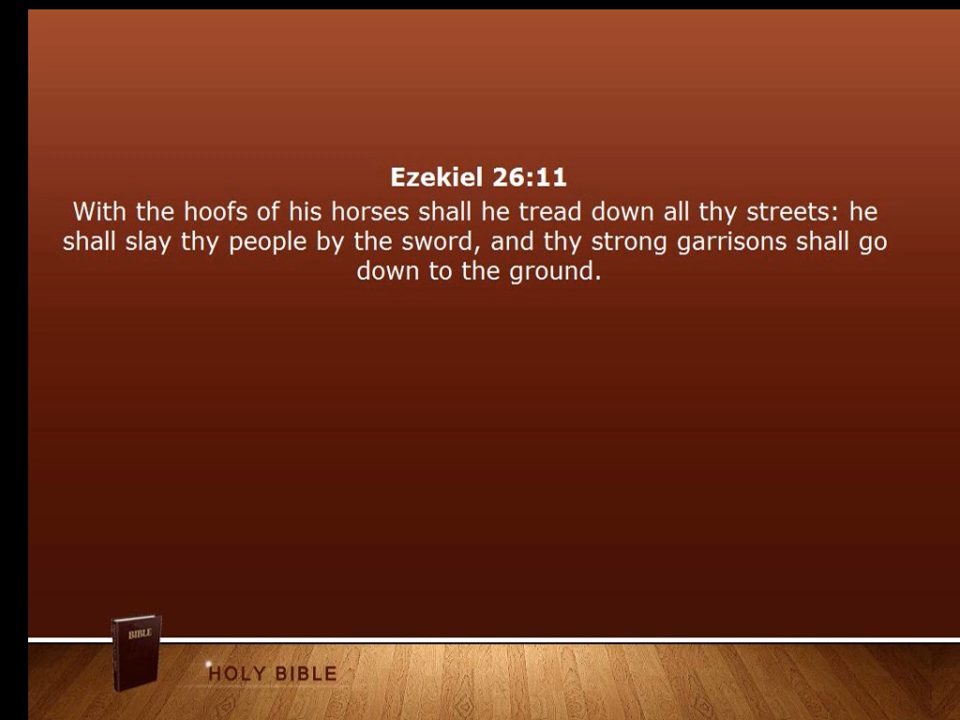 Ezekiel 26:11
With the hoofs of his horses shall he tread down all thy streets: he
shall slay thy people by the sword, and thy strong garrisons shall go
down to the ground.
BIBLE
HOLY BIBLE